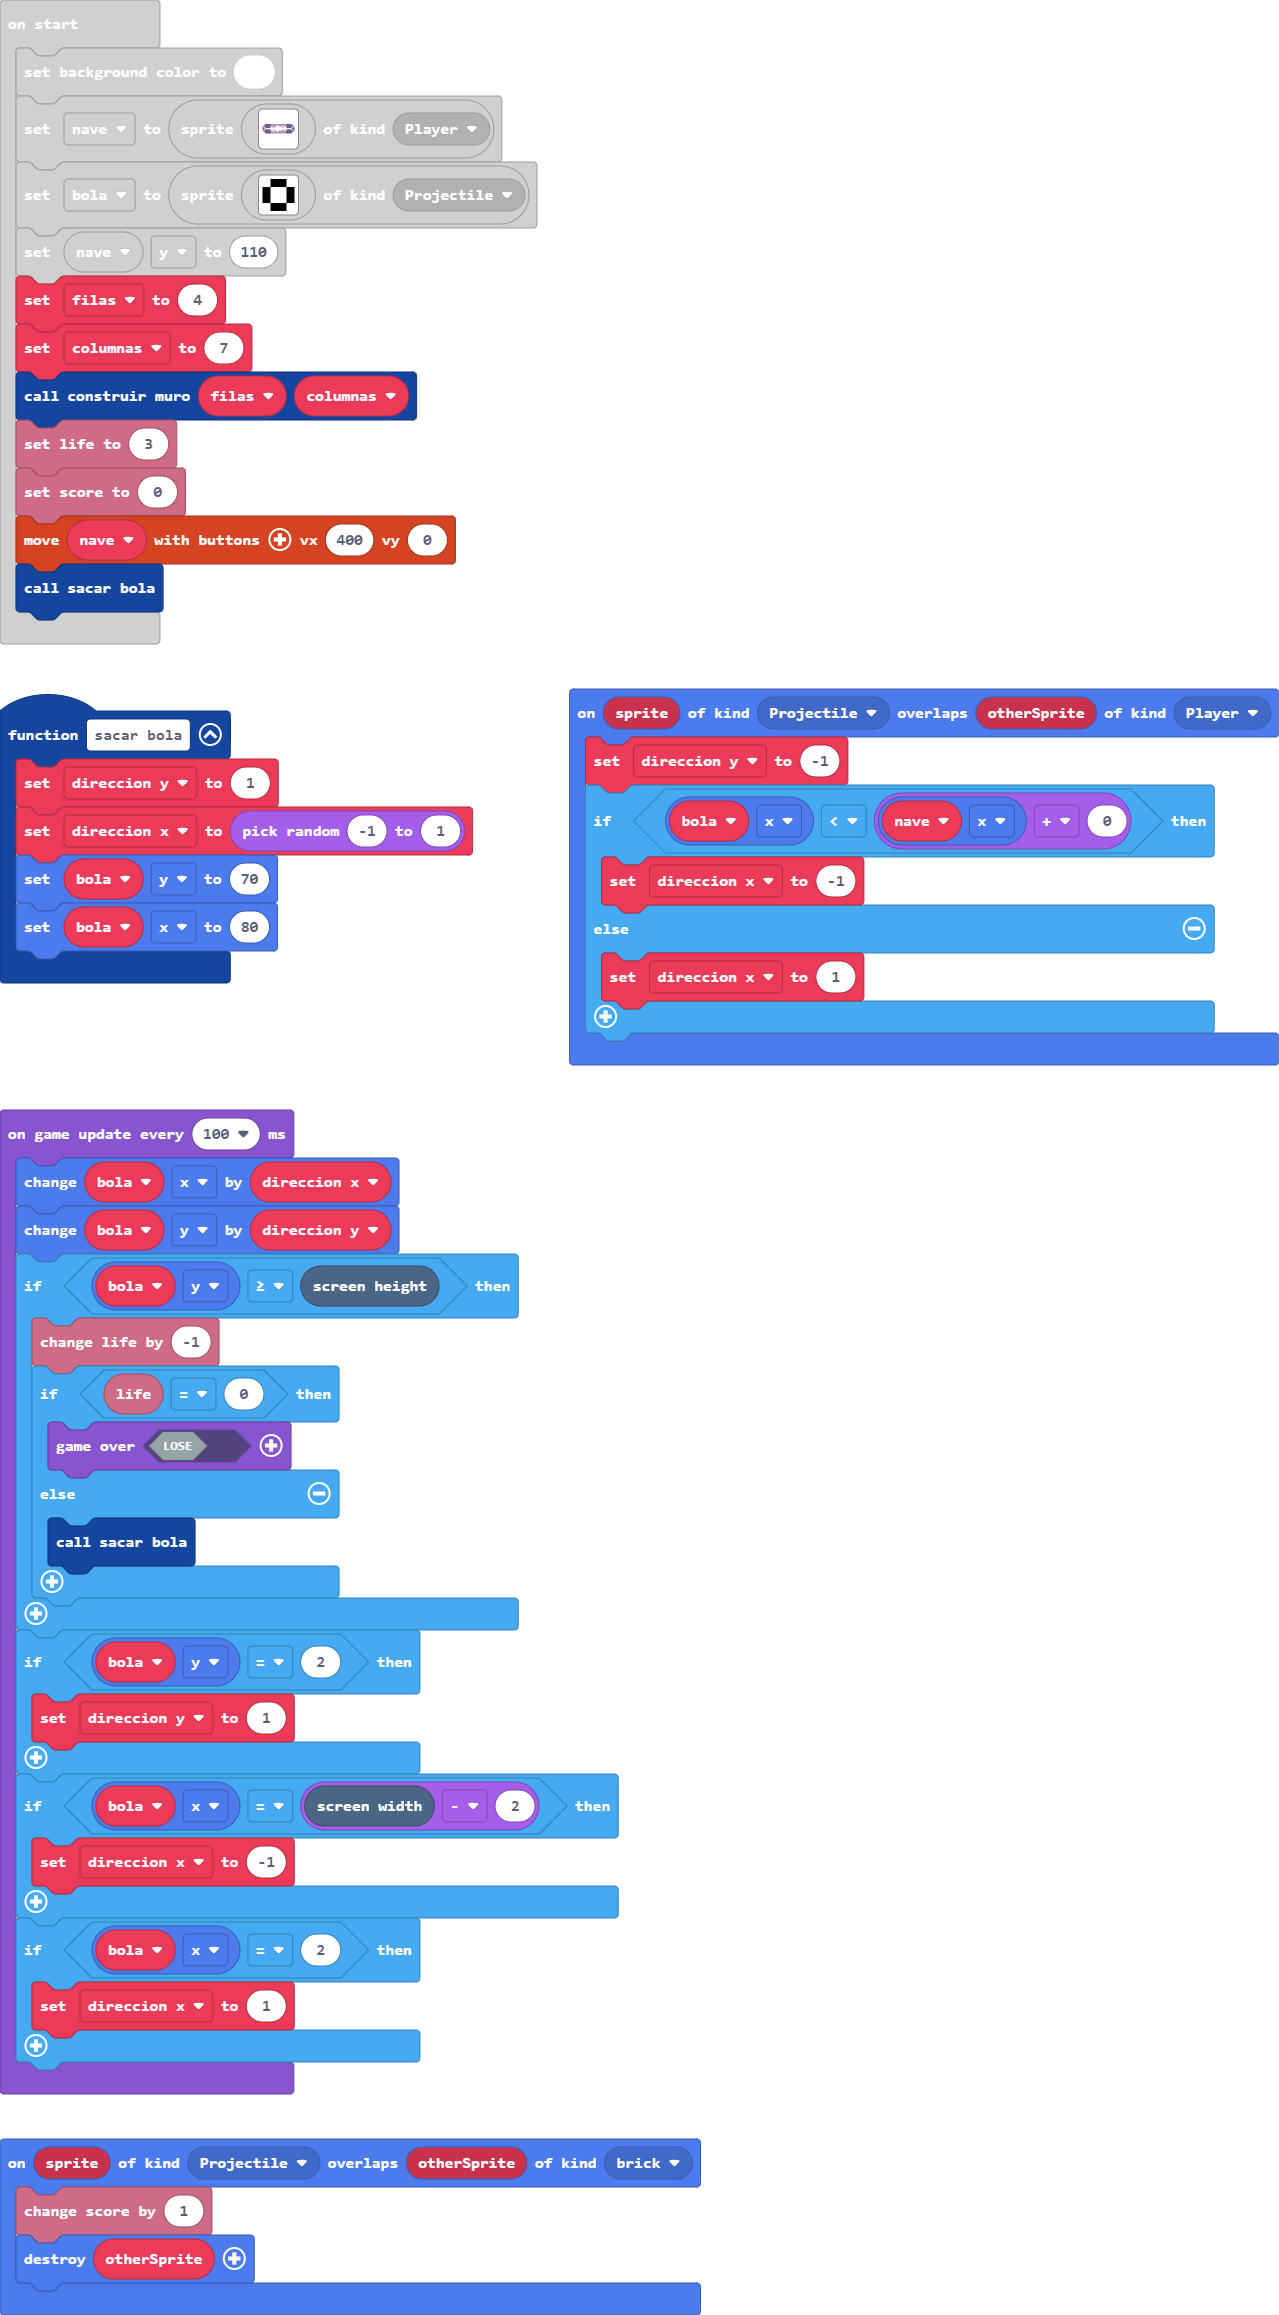 on start
set background color to
set nave to sprite of kind Player
set bola to sprite of kind Projectile
set nave y to 110
set filas to 4
set columnas to 7
call construir muro filas columnas
set life to 3
set score to 0
move nave with buttons vx 400 vy 0
call sacar bola
function sacar bola
set direccion y to 1
set direccion x to pick random -1 to 1
set bola y to 70
set bola x to 80
on sprite of kind Projectile overlaps otherSprite of kind Player
set direccion y to -1
if bola x < nave x + 0 then
set direccion x to -1
else
set direccion x to 1
on game update every 100 ms
change bola x by direccion x
change bola y by direccion y
if bola y ≥ screen height then
change life by -1
if life = 0 then
game over LOSE
else
call sacar bola
if bola y = 2 then
set direccion y to 1
if bola x = screen width - 2 then
set direccion x to -1
if bola x = 2 then
set direccion x to 1
on sprite of kind Projectile overlaps otherSprite of kind brick
change score by 1
destroy otherSprite